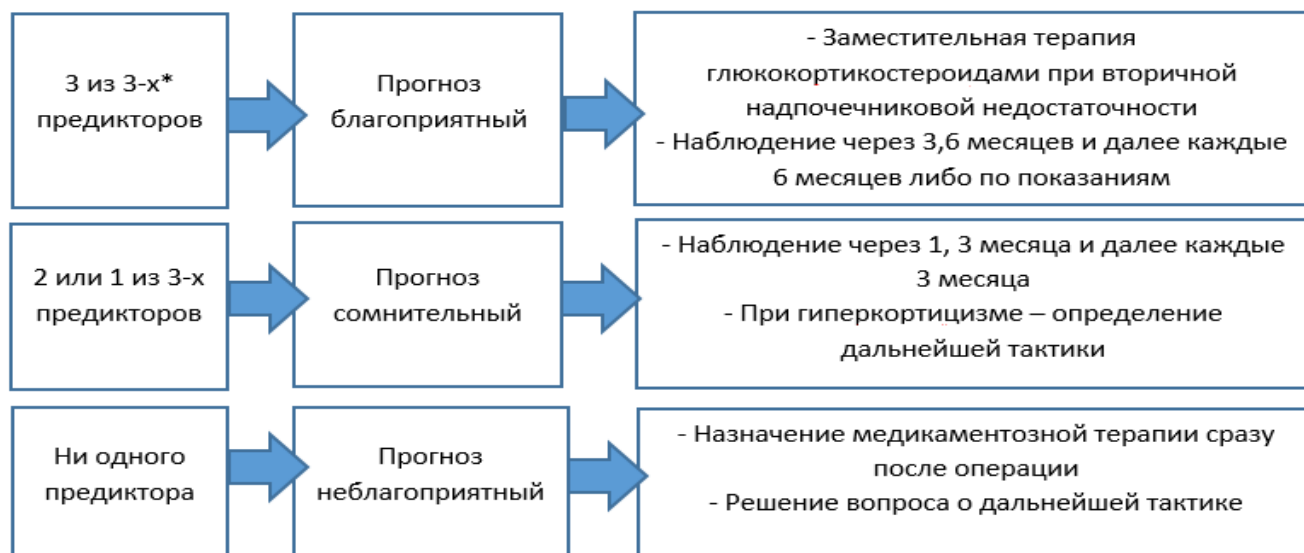 3 из 3-х*
предикторов
Прогноз
благоприятный
- Заместительная терапия
глюкокортикостероидами при вторичной
надпочечниковой недостаточности
- Наблюдение через 3,6 месяцев и далее каждые
6 месяцев либо по показаниям
2 или 1 из 3-х
предикторов
Прогноз
сомнительный
- Наблюдение через 1, 3 месяца и далее каждые
3 месяца
- При гиперкортицизме – определение
дальнейшей тактики
Ни одного
предиктора
Прогноз
неблагоприятный
- Назначение медикаментозной терапии сразу
после операции
- Решение вопроса о дальнейшей тактике